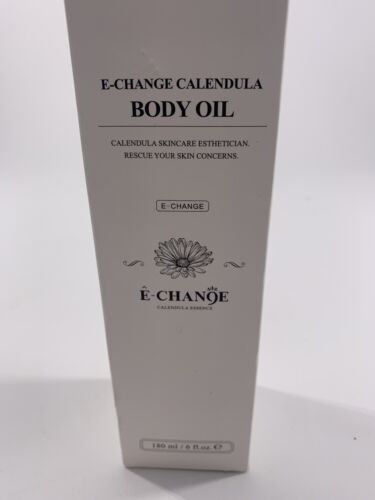 E-CHANGE CALENDULA
BODY OIL
CALENDULA SKINCARE ESTHETICIAN.
RESCUE YOUR SKIN CONCERNS.
E-CHANGE
Ê-CHANGE
CALENDULA ESSENCE
180 ml / 6 fl.oz. ℮